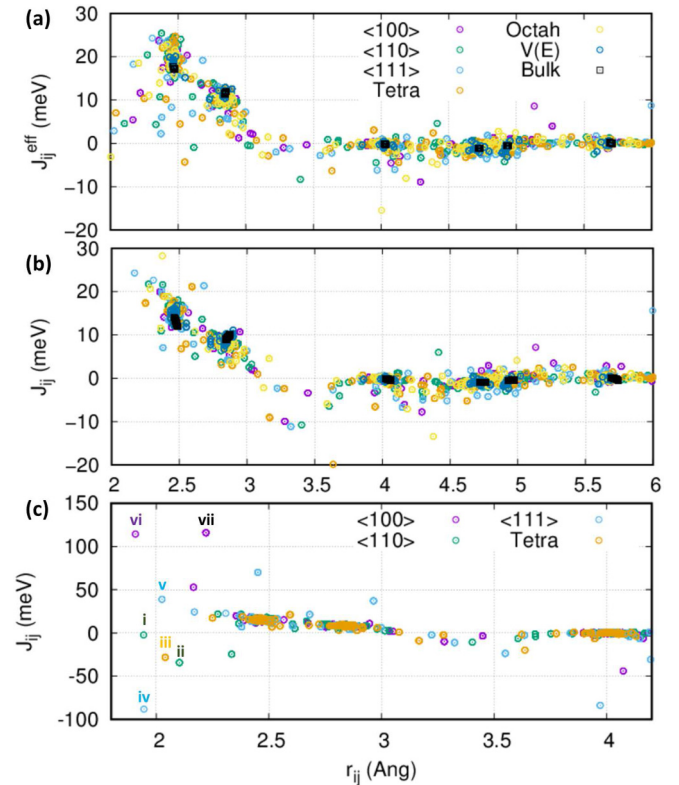 (a)
30
20
10
0
−10
−20
J_ij^eff (meV)
<100>
<110>
<111>
Tetra
Octah
V(E)
Bulk
(b)
30
20
10
0
−10
−20
J_ij (meV)
2 2.5 3 3.5 4 4.5 5 5.5 6
(c)
150
100
50
0
-50
-100
J_ij (meV)
<100>
<110>
<111>
Tetra
vi
vii
v
i
iii
ii
iv
2 2.5 3 3.5 4
r_ij (Ang)